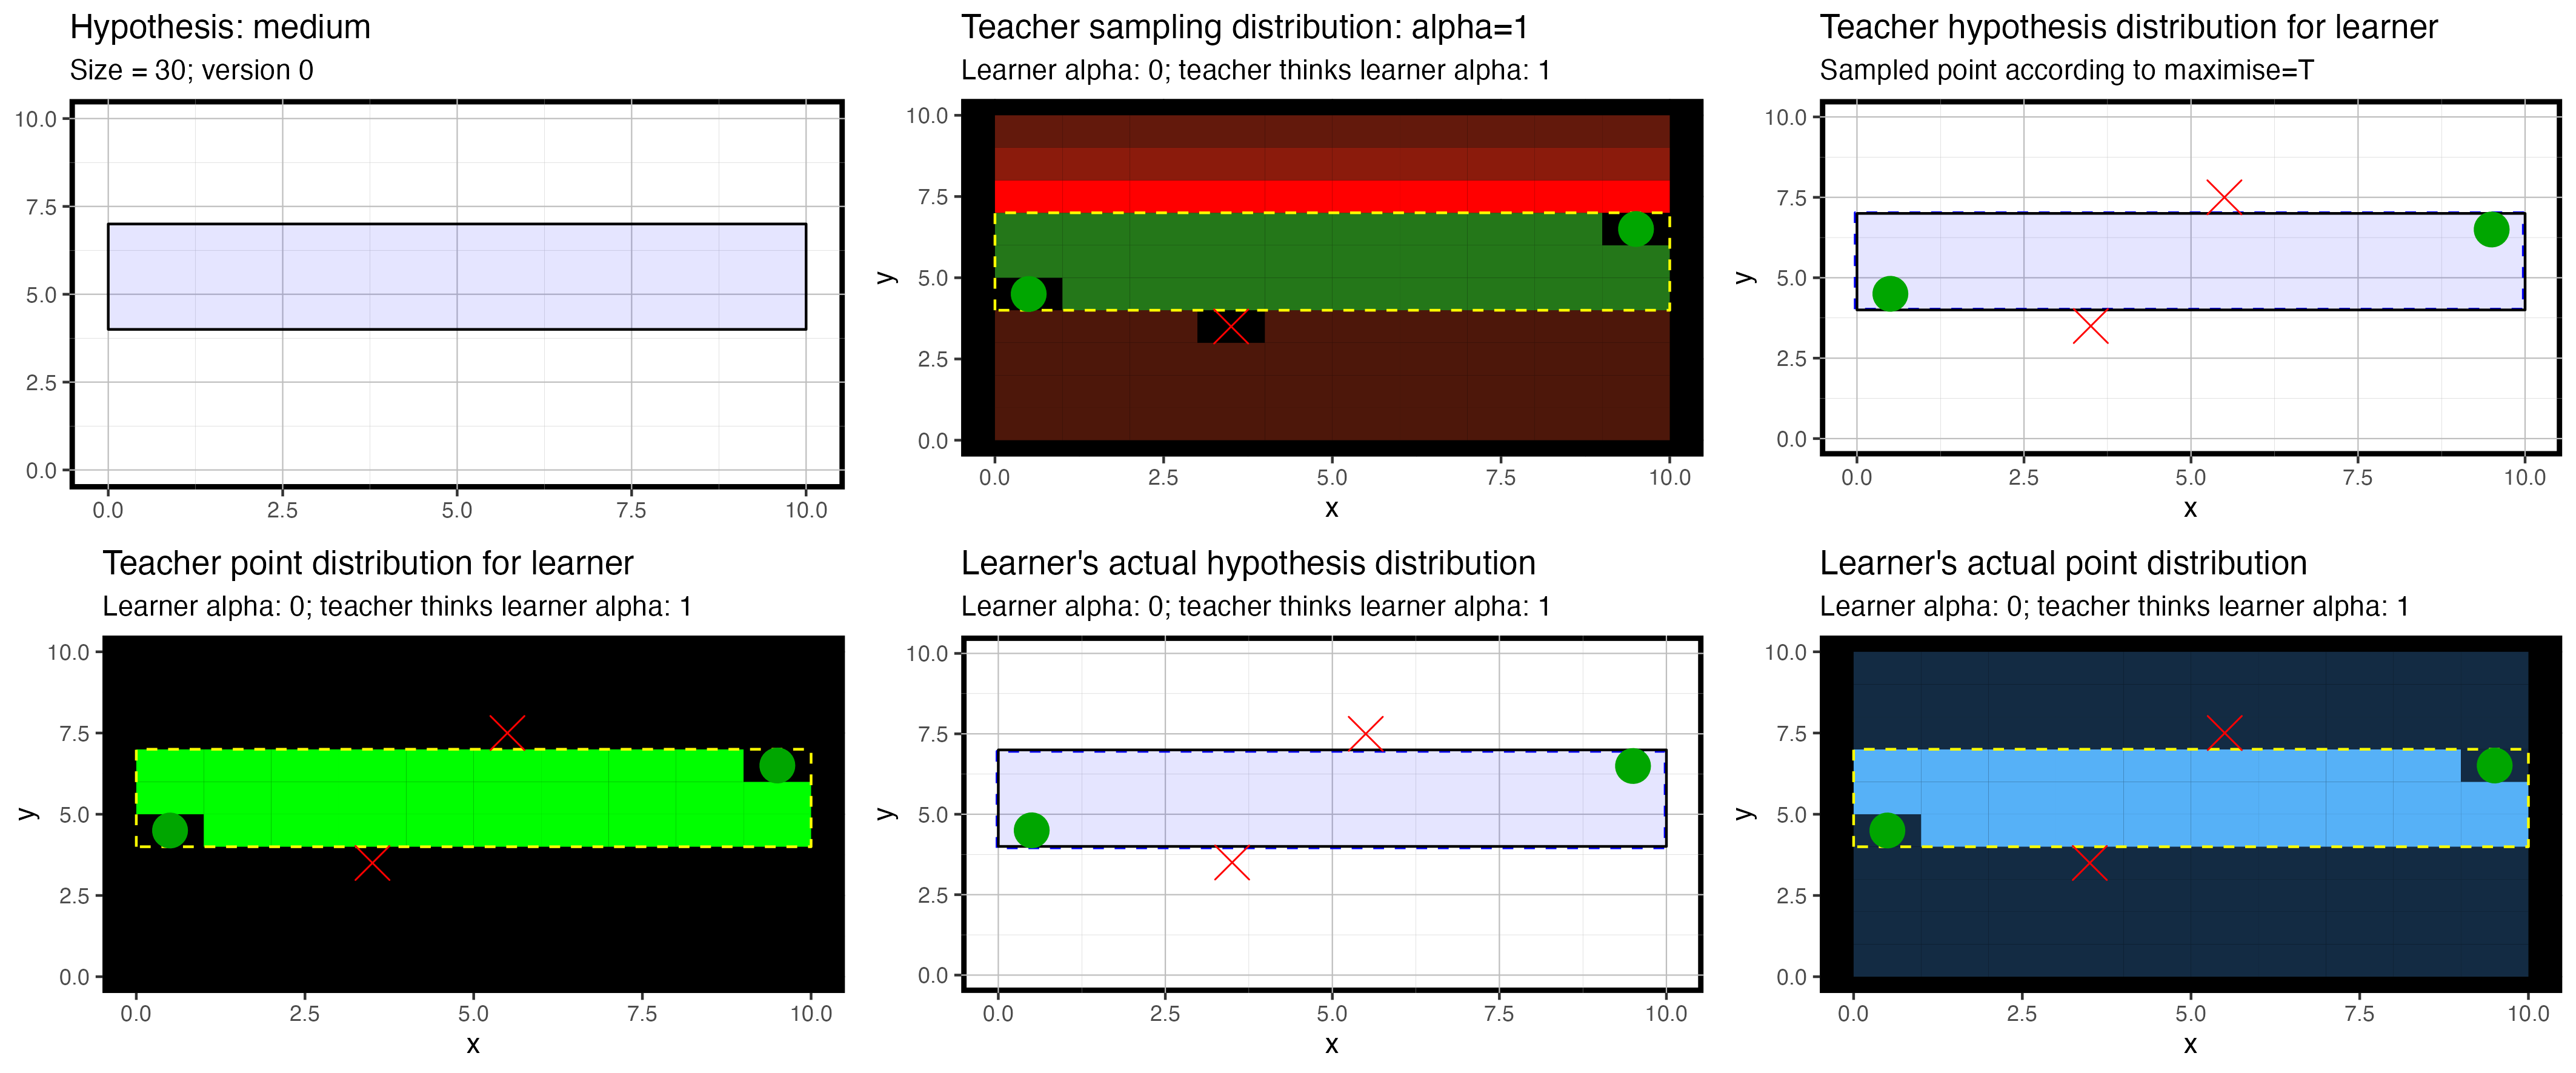 Hypothesis: medium
Size = 30; version 0
10.0
7.5
5.0
2.5
0.0
0.0 2.5 5.0 7.5 10.0
Teacher sampling distribution: alpha=1
Learner alpha: 0; teacher thinks learner alpha: 1
10.0
7.5
5.0
2.5
0.0
y
0.0 2.5 5.0 7.5 10.0
x
Teacher hypothesis distribution for learner
Sampled point according to maximise=T
10.0
7.5
5.0
2.5
0.0
y
0.0 2.5 5.0 7.5 10.0
x
Teacher point distribution for learner
Learner alpha: 0; teacher thinks learner alpha: 1
10.0
7.5
5.0
2.5
0.0
y
0.0 2.5 5.0 7.5 10.0
x
Learner's actual hypothesis distribution
Learner alpha: 0; teacher thinks learner alpha: 1
10.0
7.5
5.0
2.5
0.0
y
0.0 2.5 5.0 7.5 10.0
x
Learner's actual point distribution
Learner alpha: 0; teacher thinks learner alpha: 1
10.0
7.5
5.0
2.5
0.0
y
0.0 2.5 5.0 7.5 10.0
x